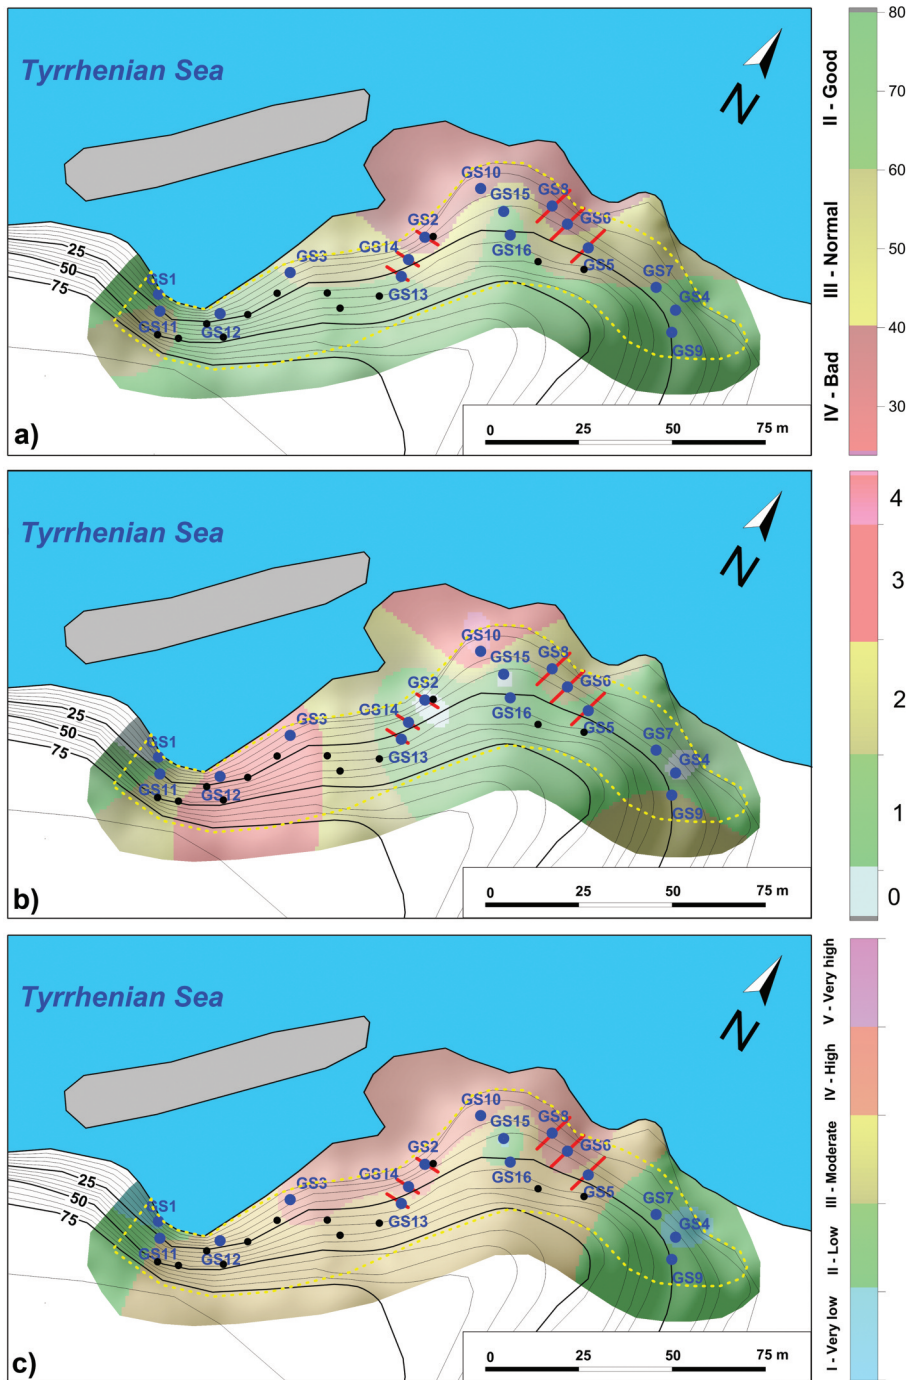 Tyrrhenian Sea
N
25
50
75
GS1
GS11
GS12
GS3
GS14
GS13
GS2
GS10
GS15
GS16
GS8
GS6
GS5
GS7
GS4
GS9
0 25 50 75 m
a)
II - Good
III - Normal
IV - Bad
80
70
60
50
40
30
Tyrrhenian Sea
N
25
50
75
GS1
GS11
GS12
GS3
GS14
GS13
GS2
GS10
GS15
GS16
GS8
GS6
GS5
GS7
GS4
GS9
0 25 50 75 m
b)
4
3
2
1
0
Tyrrhenian Sea
N
25
50
75
GS1
GS11
GS12
GS3
GS14
GS13
GS2
GS10
GS15
GS16
GS8
GS6
GS5
GS7
GS4
GS9
0 25 50 75 m
c)
V - Very high
IV - High
III - Moderate
II - Low
I - Very low